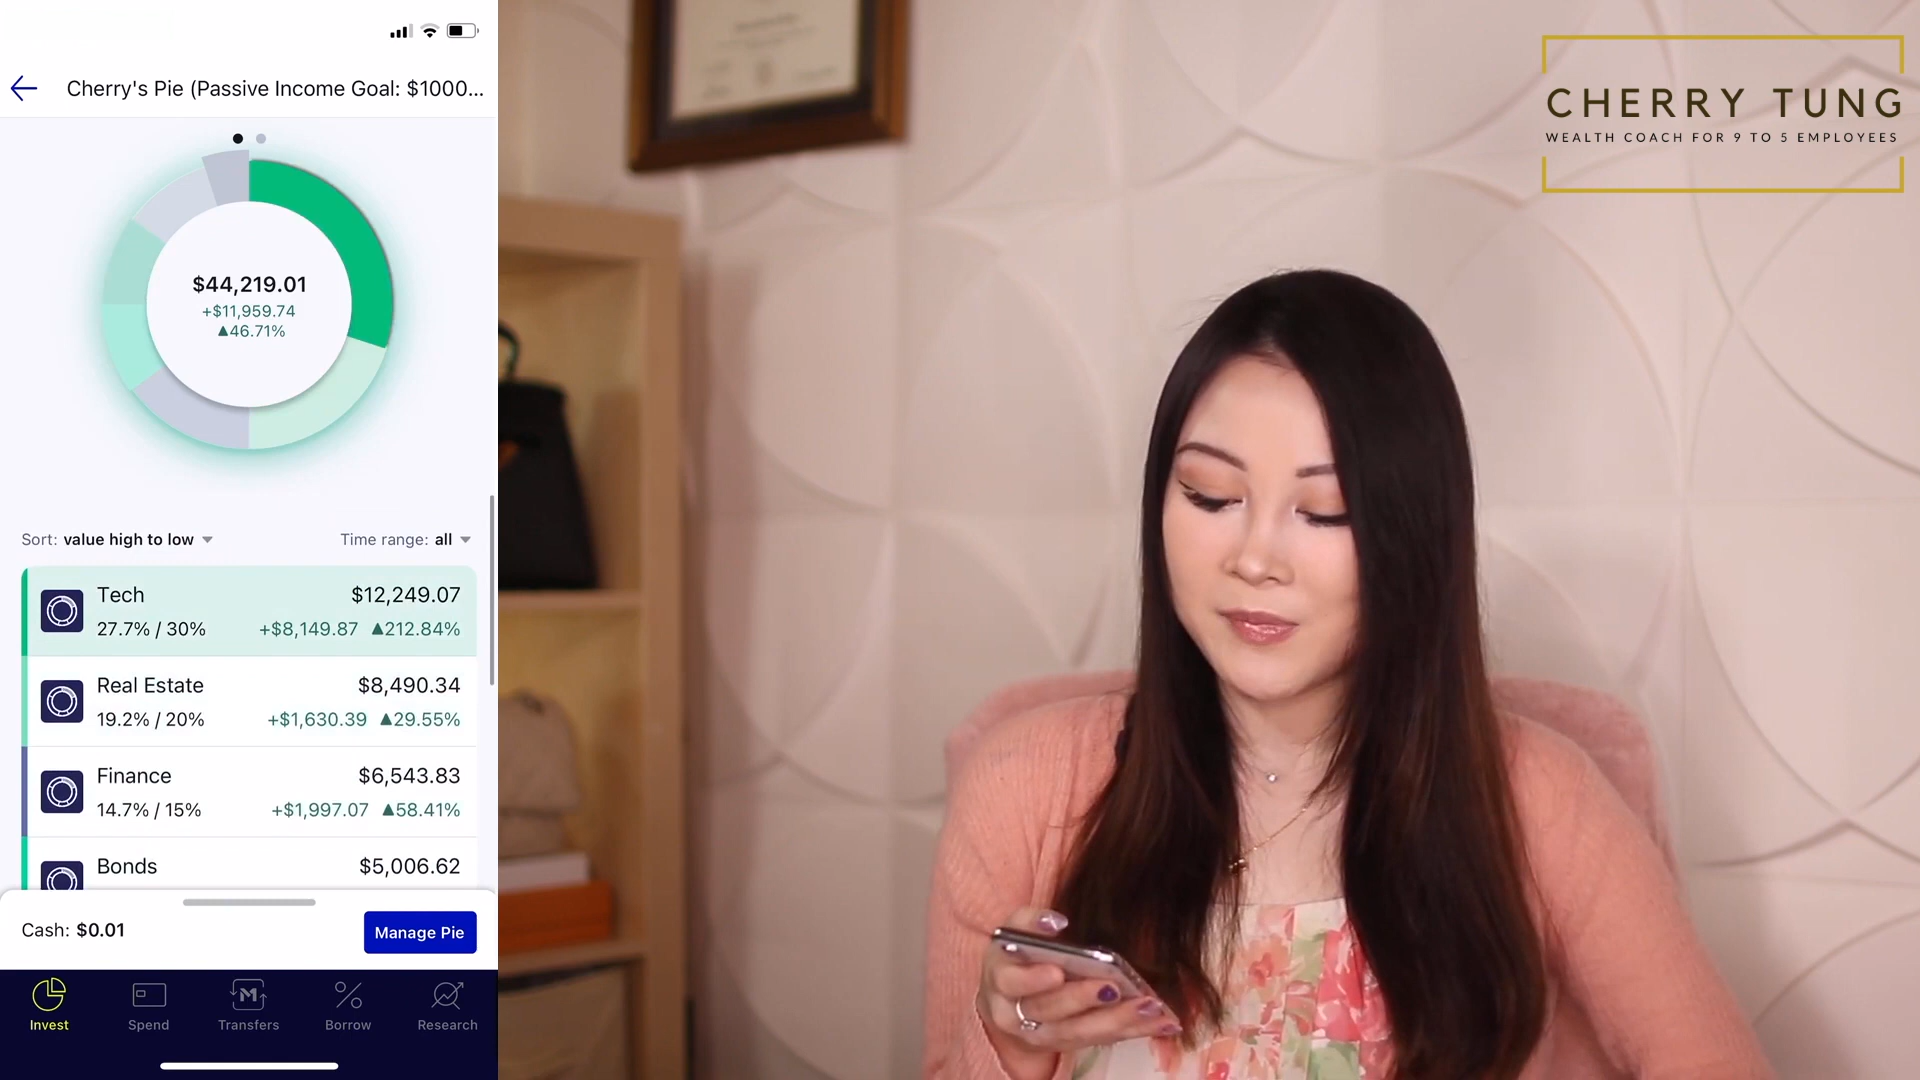 Cherry's Pie (Passive Income Goal: $1000...
$44,219.01
+$11,959.74
▲46.71%
Sort: value high to low
Time range: all
Tech
$12,249.07
27.7% / 30%
+$8,149.87 ▲212.84%
Real Estate
$8,490.34
19.2% / 20%
+$1,630.39 ▲29.55%
Finance
$6,543.83
14.7% / 15%
+$1,997.07 ▲58.41%
Bonds
$5,006.62
Cash: $0.01
Manage Pie
Invest
Spend
Transfers
Borrow
Research
CHERRY TUNG
WEALTH COACH FOR 9 TO 5 EMPLOYEES